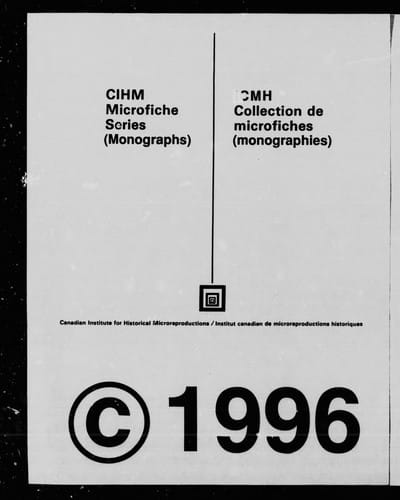 CIHM
Microfiche
Series
(Monographs)
CMH
Collection de
microfiches
(monographies)
Canadian Institute for Historical Microreproductions / Institut canadien de microreproductions historiques
© 1996